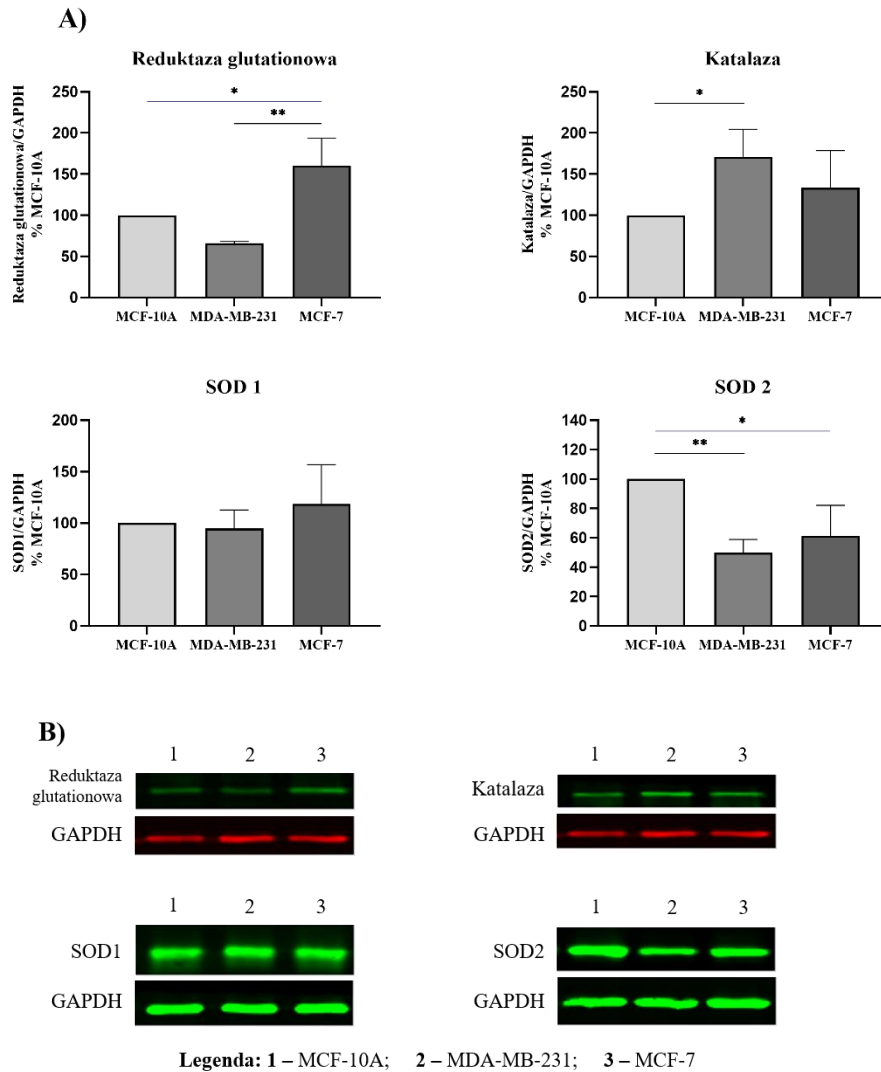 A)
Reduktaza glutationowa
Reduktaza glutationowa/GAPDH
% MCF-10A
250
200
150
100
50
0
*
**
MCF-10A MDA-MB-231 MCF-7
Katalaza
Katalaza/GAPDH
% MCF-10A
250
200
150
100
50
0
*
MCF-10A MDA-MB-231 MCF-7
SOD 1
SOD1/GAPDH
% MCF-10A
200
150
100
50
0
MCF-10A MDA-MB-231 MCF-7
SOD 2
SOD2/GAPDH
% MCF-10A
140
120
100
80
60
40
20
0
*
**
MCF-10A MDA-MB-231 MCF-7
B)
1 2 3
Reduktaza
glutationowa
GAPDH
1 2 3
Katalaza
GAPDH
1 2 3
SOD1
GAPDH
1 2 3
SOD2
GAPDH
Legenda: 1 – MCF-10A; 2 – MDA-MB-231; 3 – MCF-7